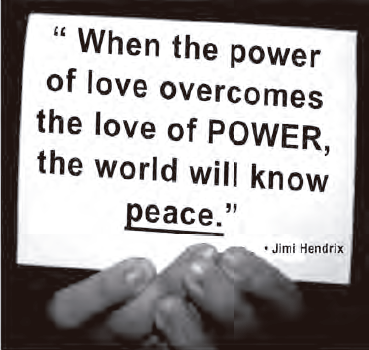 “ When the power
of love overcomes
the love of POWER,
the world will know
peace.”
• Jimi Hendrix